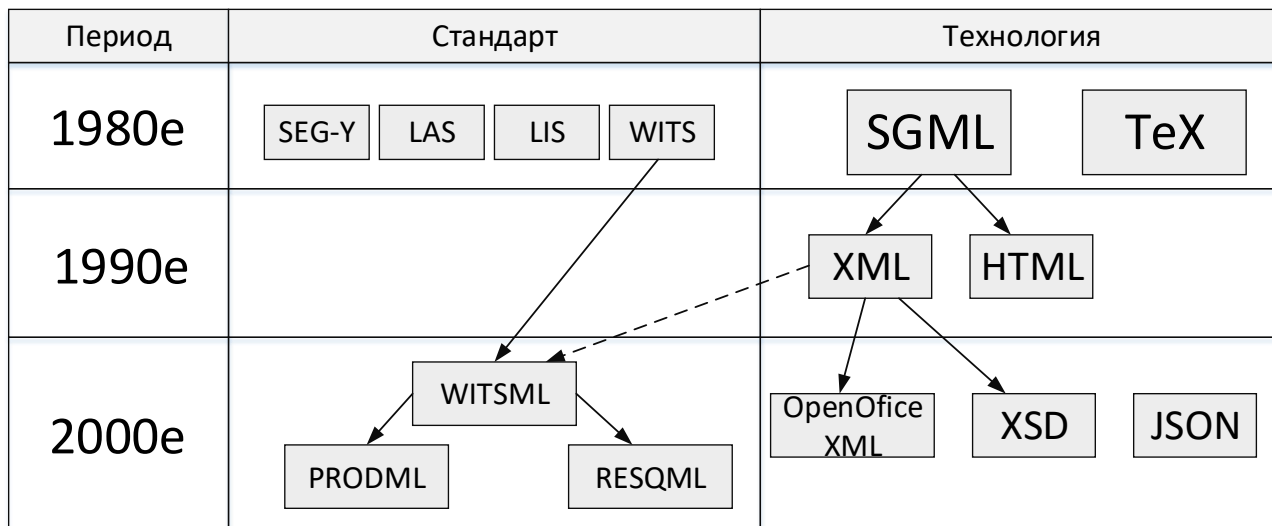 Период Стандарт Технология
1980е SEG-Y LAS LIS WITS SGML TeX
1990е XML HTML
2000е WITSML
OpenOfice
XML XSD JSON
PRODML RESQML